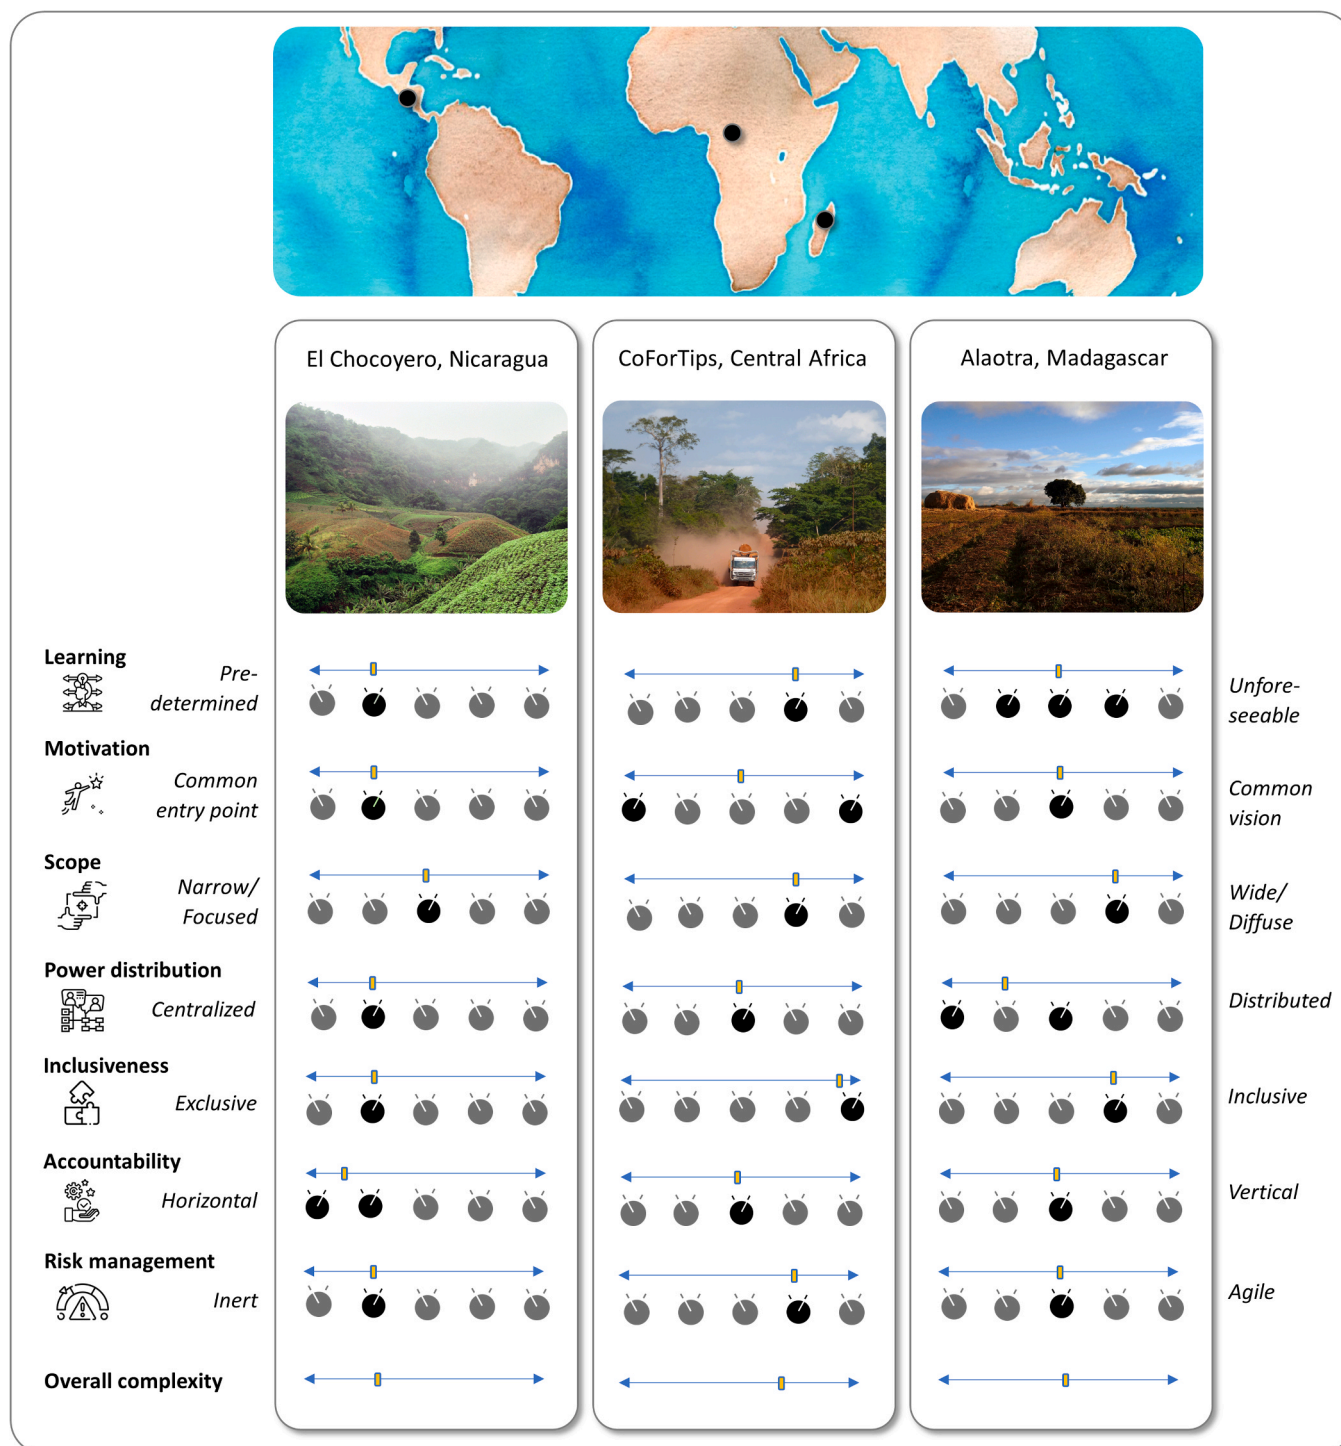 El Chocoyero, Nicaragua
CoForTips, Central Africa
Alaotra, Madagascar
Learning
Pre-
determined
Unfore-
seeable
Motivation
Common
entry point
Common
vision
Scope
Narrow/
Focused
Wide/
Diffuse
Power distribution
Centralized
Distributed
Inclusiveness
Exclusive
Inclusive
Accountability
Horizontal
Vertical
Risk management
Inert
Agile
Overall complexity